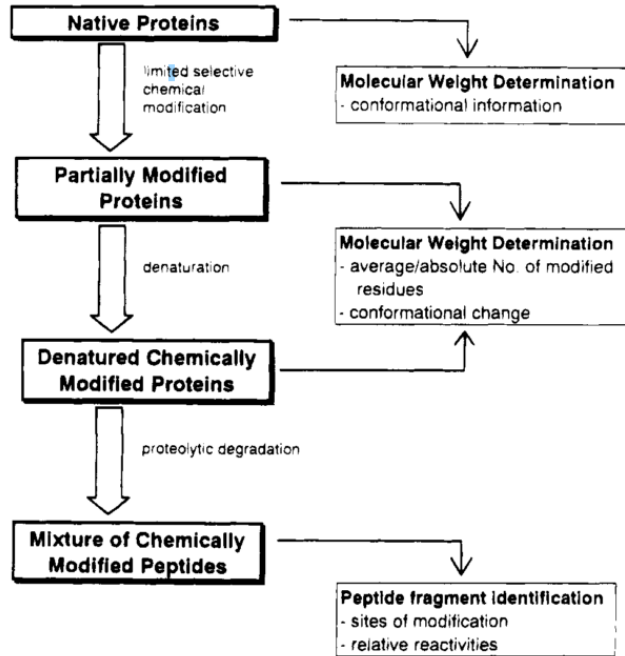 Native Proteins
limited selective
chemical
modification
Molecular Weight Determination
- conformational information
Partially Modified
Proteins
denaturation
Molecular Weight Determination
- average/absolute No. of modified
residues
- conformational change
Denatured Chemically
Modified Proteins
proteolytic degradation
Mixture of Chemically
Modified Peptides
Peptide fragment identification
- sites of modification
- relative reactivities